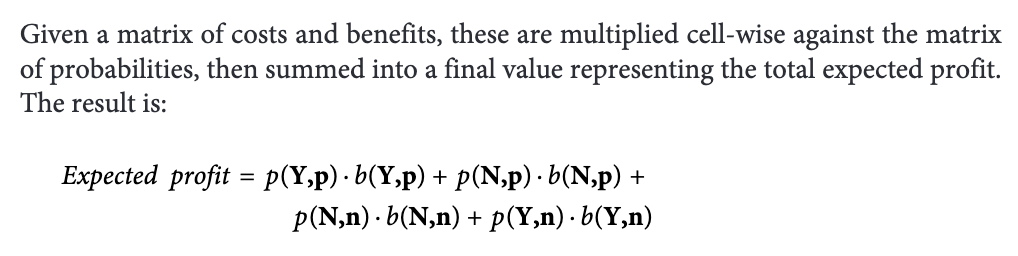 Given a matrix of costs and benefits, these are multiplied cell-wise against the matrix
of probabilities, then summed into a final value representing the total expected profit.
The result is:
Expected profit = p(Y,p) · b(Y,p) + p(N,p) · b(N,p) +
p(N,n) · b(N,n) + p(Y,n) · b(Y,n)